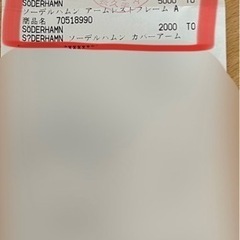 SODERHAMN 5000 TO
ソーデルハムン アームレストフレーム A
商品名 70518990
SODERHAMN 2000 TO
S?DERHAMN ソーデルハムン カバーアーム